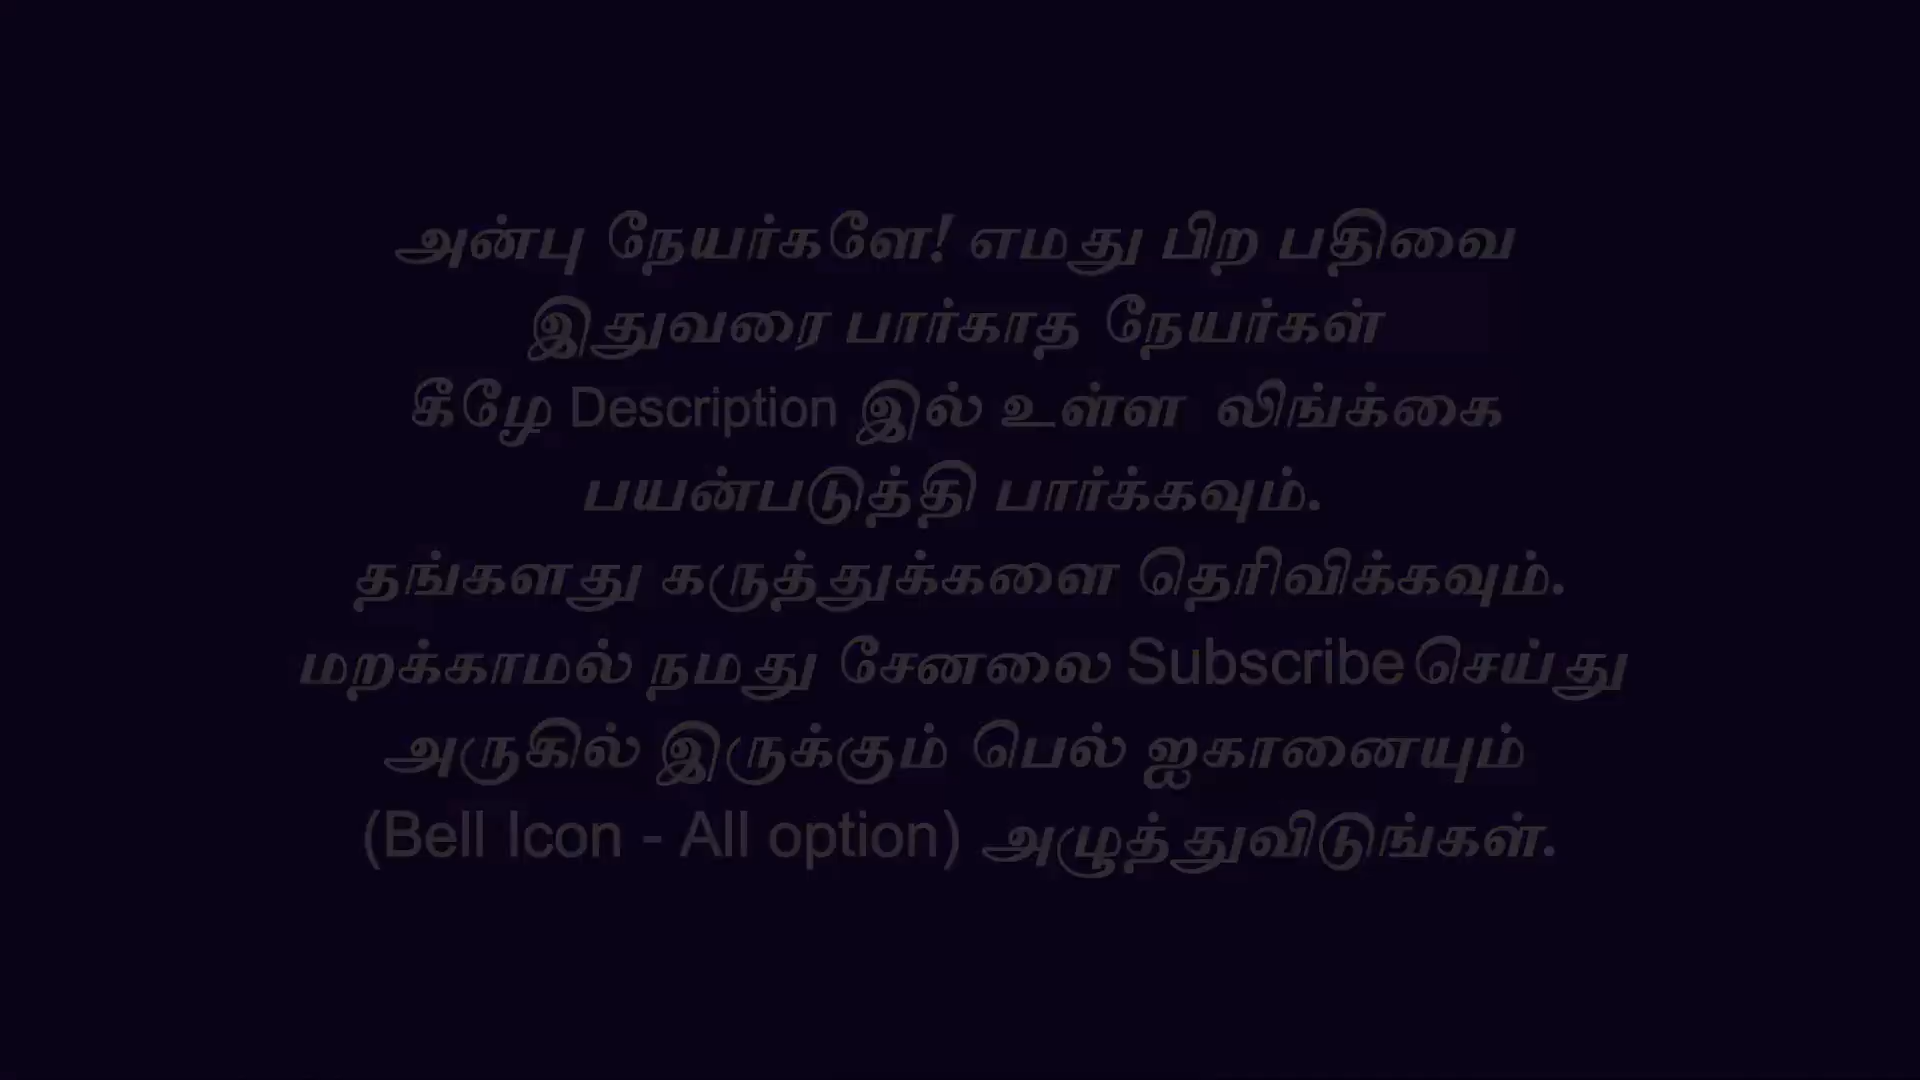 அன்பு நேயர்களே! எமது பிற பதிவை
இதுவரை பார்காத நேயர்கள்
கீழே Description இல் உள்ள லிங்க்கை
பயன்படுத்தி பார்க்கவும்.
தங்களது கருத்துக்களை தெரிவிக்கவும்.
மறக்காமல் நமது சேனலை Subscribe செய்து
அருகில் இருக்கும் பெல் ஐகானையும்
(Bell Icon - All option) அழுத்துவிடுங்கள்.